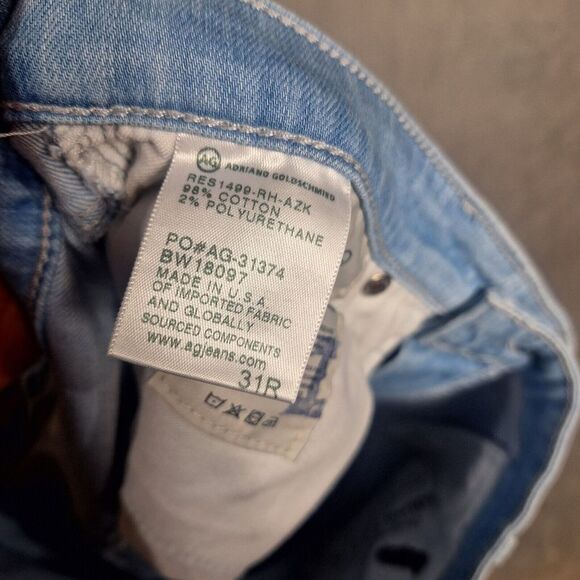 AG ADRIANO GOLDSCHMIED
RES1499-RH-AZK
98% COTTON
2% POLYURETHANE
PO#AG-31374
BW18097
MADE IN U.S.A
OF IMPORTED FABRIC
AND GLOBALLY
SOURCED COMPONENTS
www.agjeans.com
31R